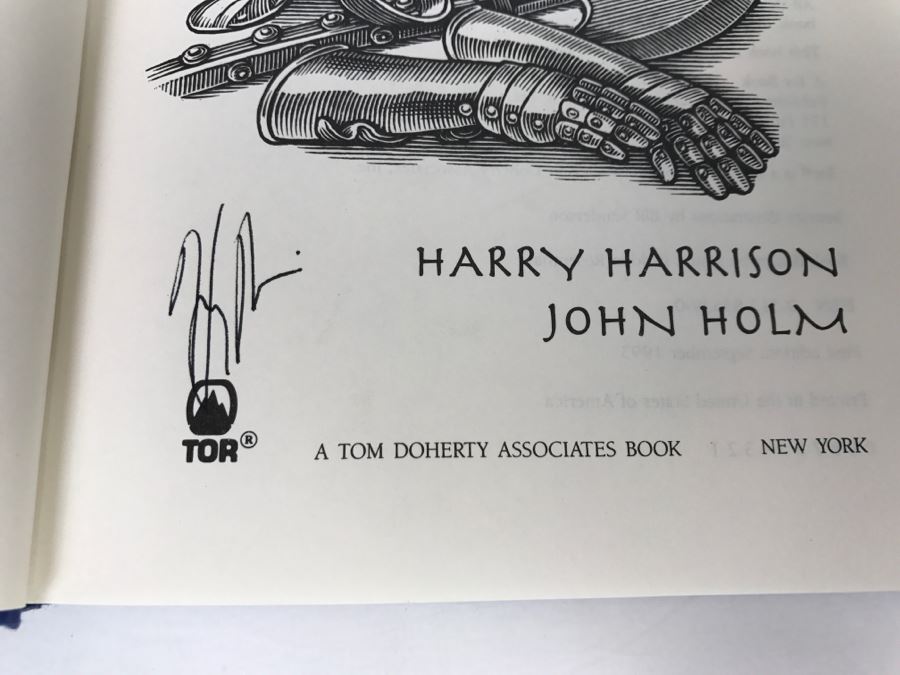 HARRY HARRISON
JOHN HOLM
TOR®
A TOM DOHERTY ASSOCIATES BOOK NEW YORK